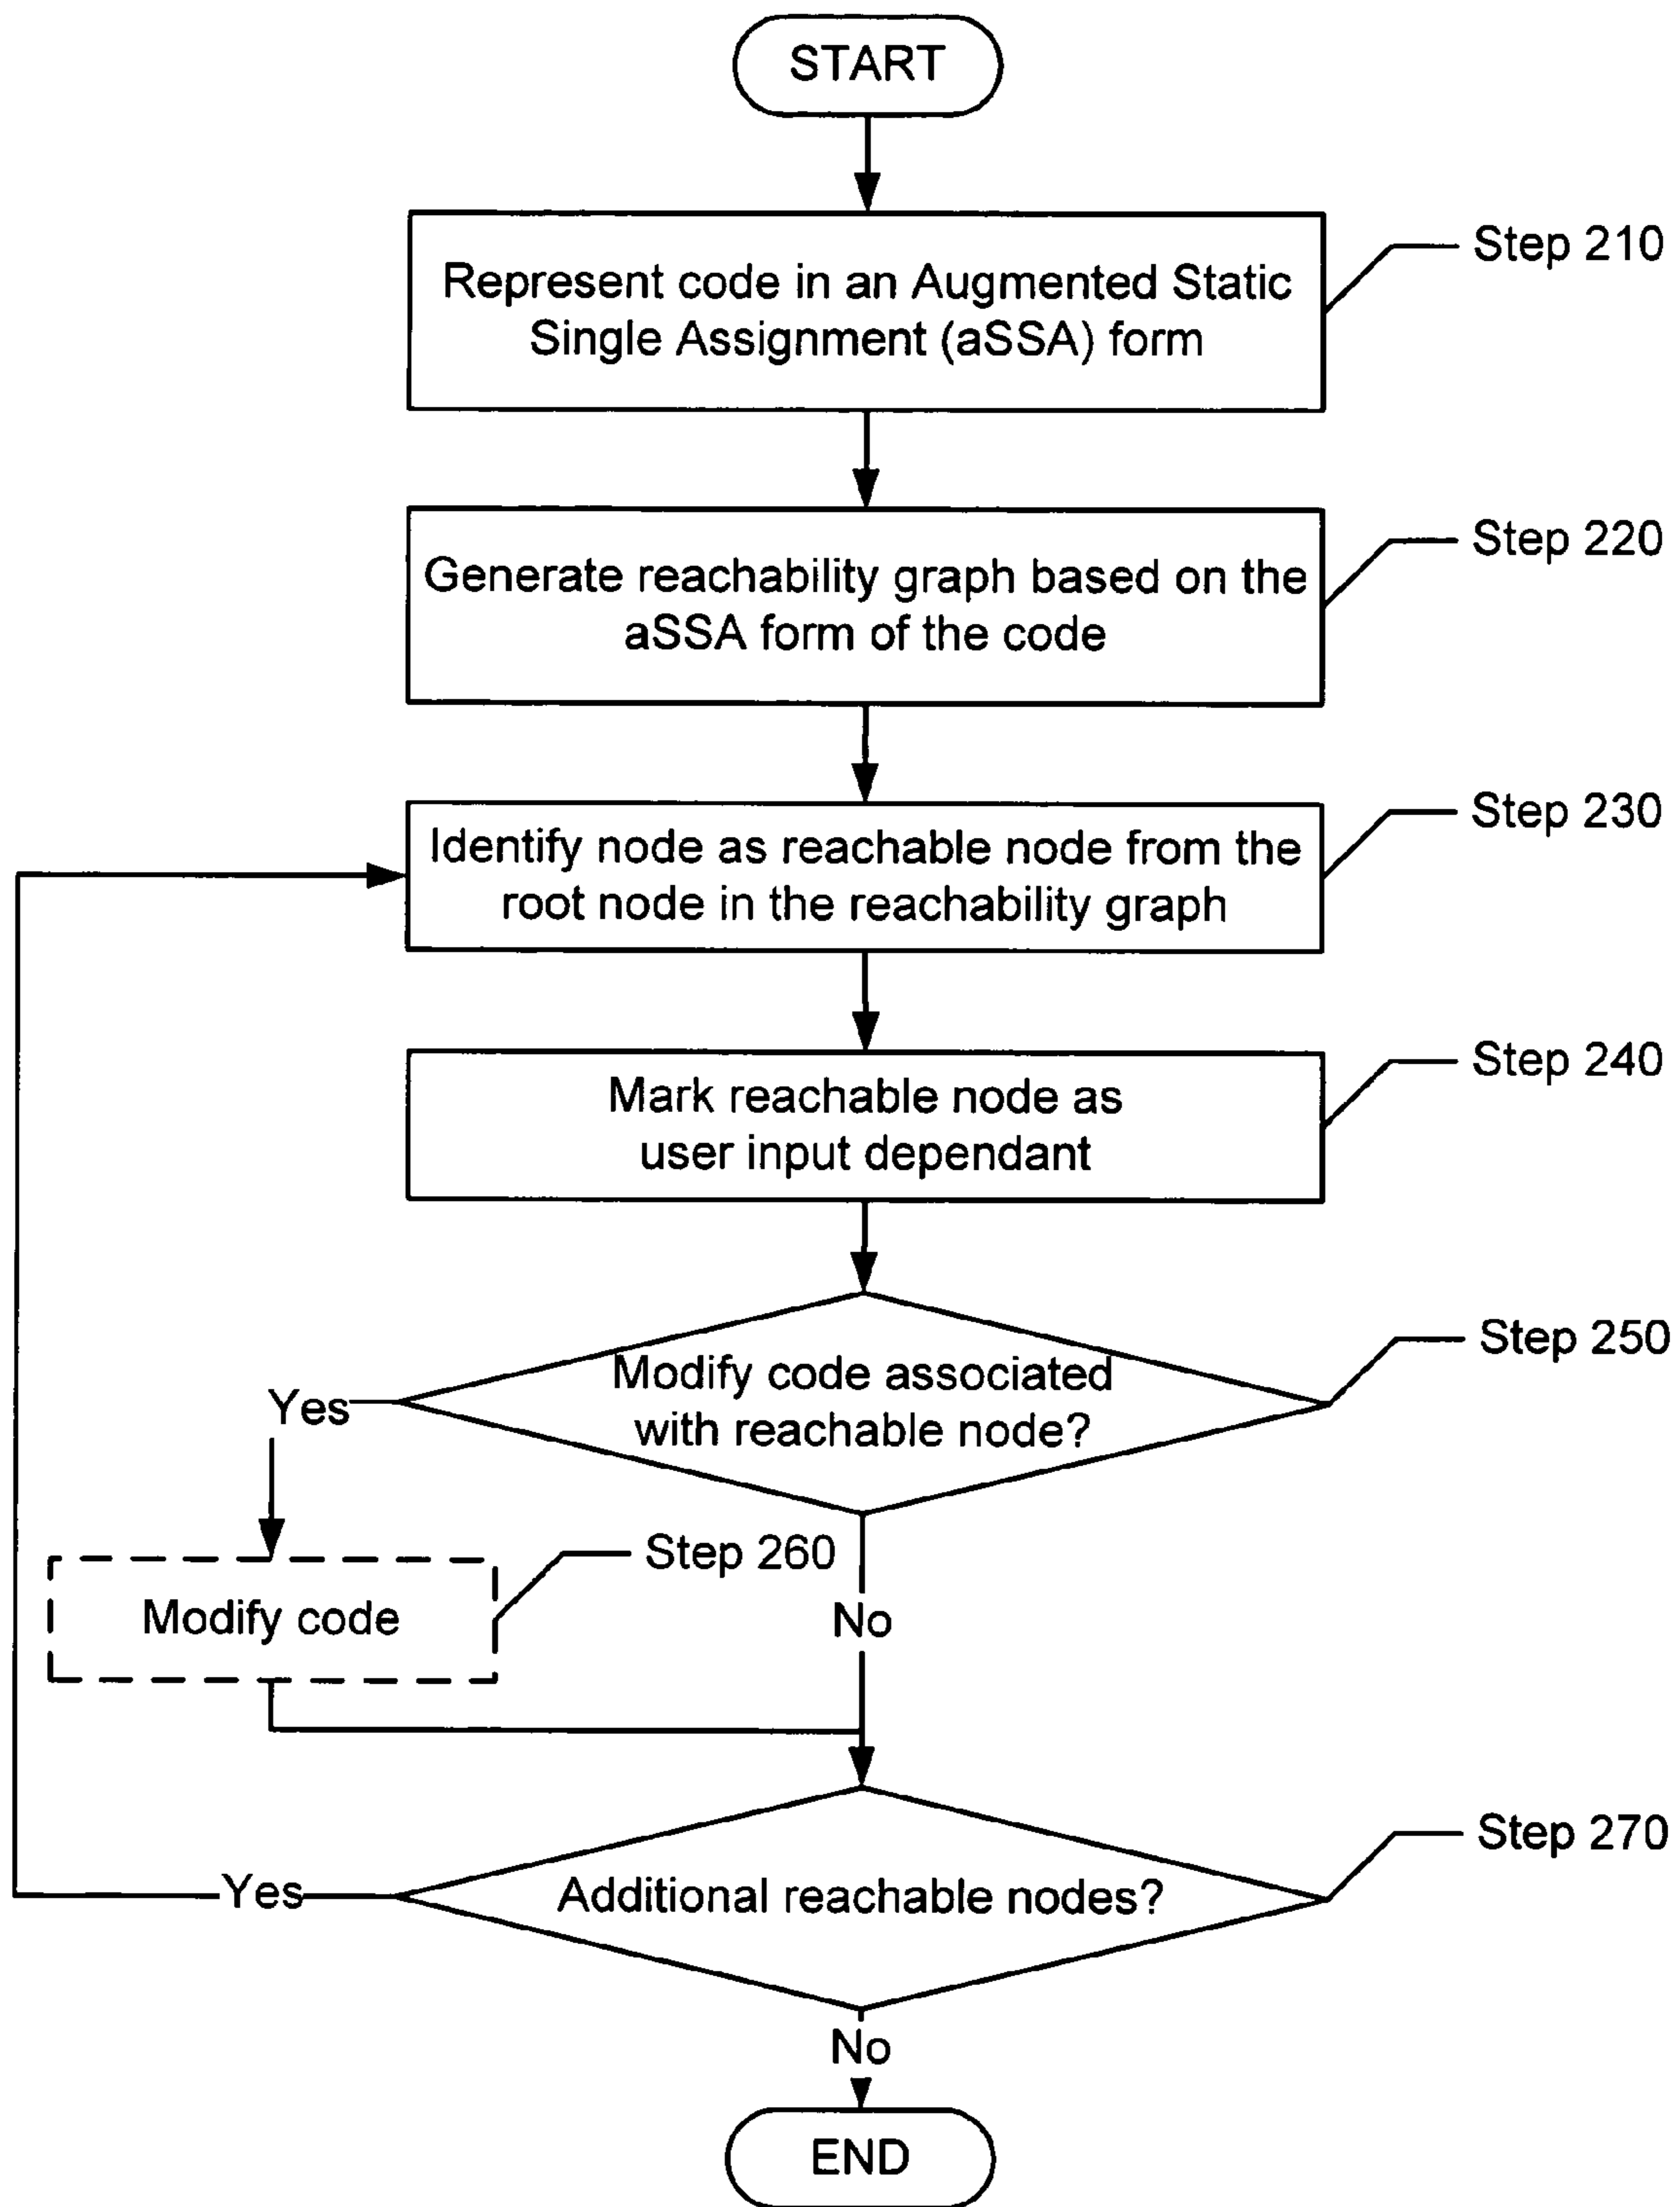 START
Represent code in an Augmented Static
Single Assignment (aSSA) form
Step 210
Generate reachability graph based on the
aSSA form of the code
Step 220
Identify node as reachable node from the
root node in the reachability graph
Step 230
Mark reachable node as
user input dependant
Step 240
Modify code associated
with reachable node?
Step 250
Yes
No
Modify code
Step 260
Additional reachable nodes?
Step 270
Yes
No
END